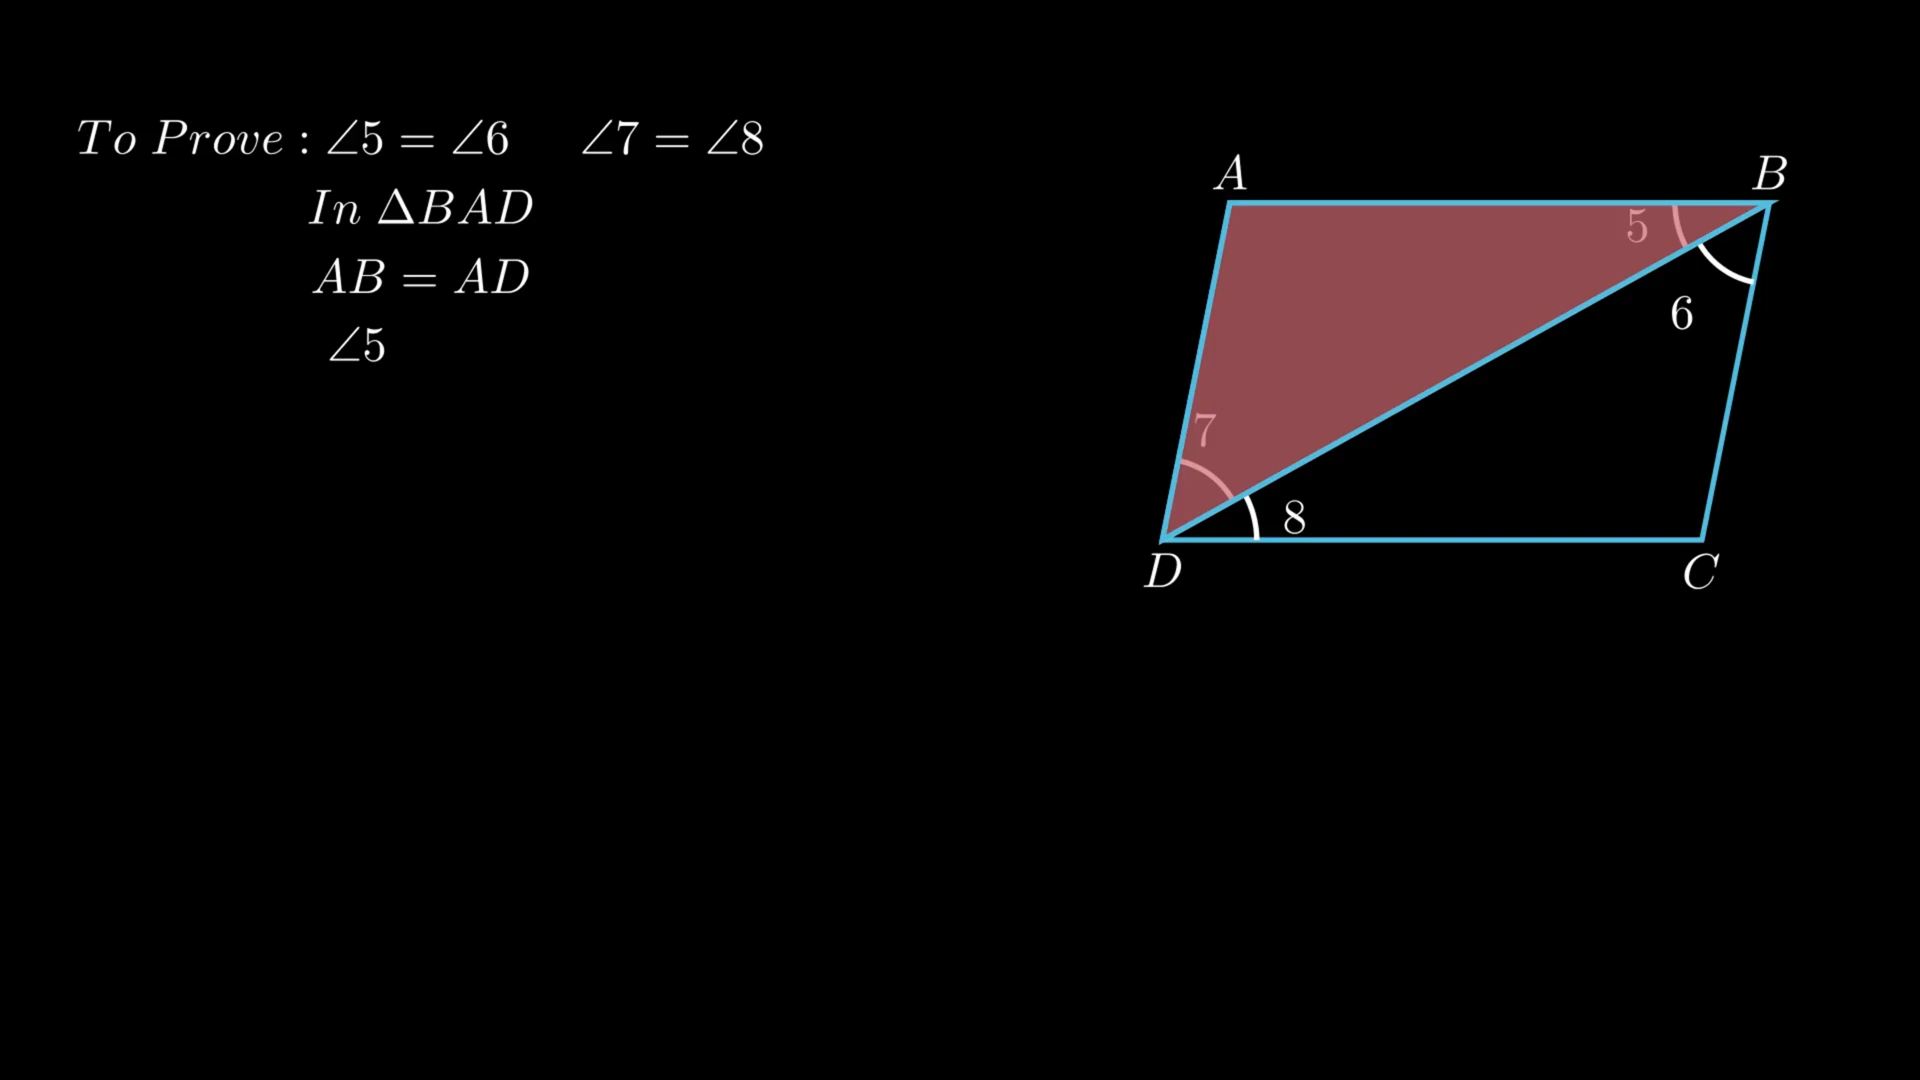 To Prove : ∠5 = ∠6 ∠7 = ∠8
In ΔBAD
AB = AD
∠5
A B
5
6
7
8
D C